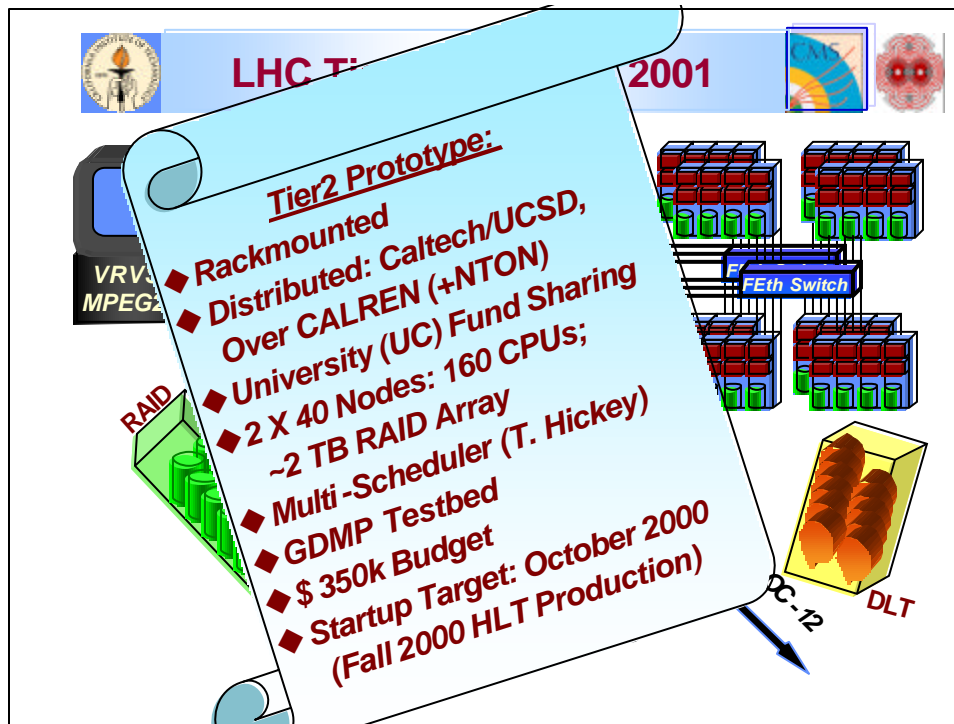 LHC Ti 2001
CMS
Tier2 Prototype:
◆ Rackmounted
◆ Distributed: Caltech/UCSD,
Over CALREN (+NTON)
◆ University (UC) Fund Sharing
◆ 2 X 40 Nodes: 160 CPUs;
~2 TB RAID Array
◆ Multi -Scheduler (T. Hickey)
◆ GDMP Testbed
◆ $ 350k Budget
◆ Startup Target: October 2000
(Fall 2000 HLT Production)
MPEG2
FEth Switch
RAID
OC-12
DLT